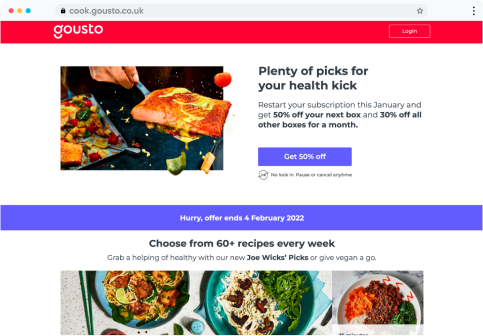 cook.gousto.co.uk
gousto
Login
Plenty of picks for
your health kick
Restart your subscription this January and
get 50% off your next box and 30% off all
other boxes for a month.
Get 50% off
No lock in. Pause or cancel anytime
Hurry, offer ends 4 February 2022
Choose from 60+ recipes every week
Grab a helping of healthy with our new Joe Wicks' Picks or give vegan a go.